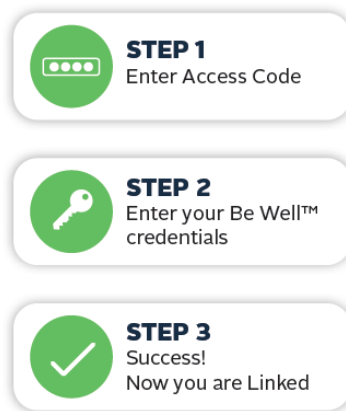 STEP 1
Enter Access Code
STEP 2
Enter your Be Well™
credentials
STEP 3
Success!
Now you are Linked